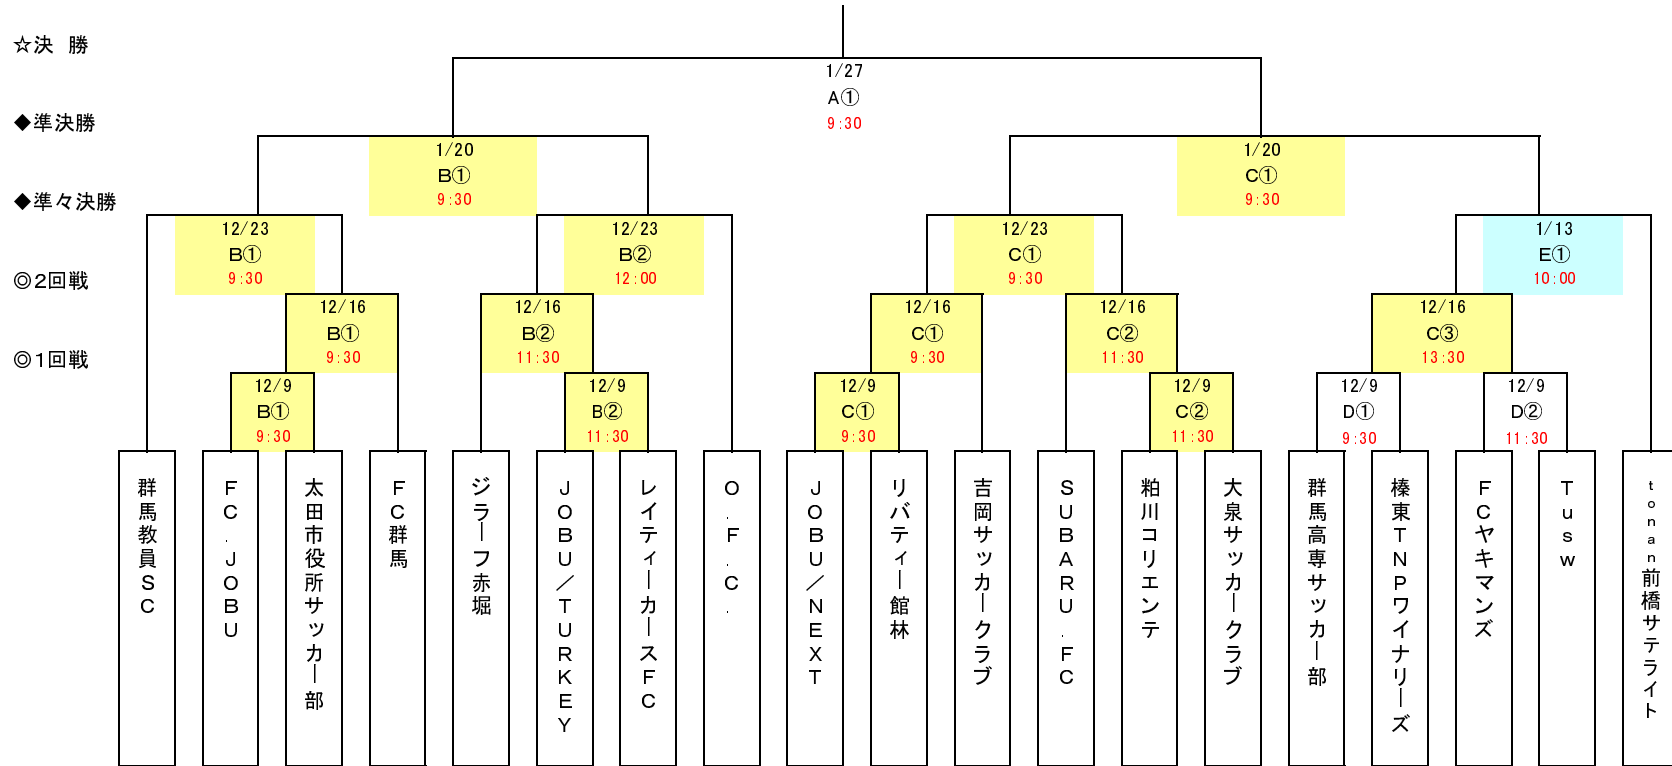 ☆決 勝
1/27
A①
9:30
◆準決勝
1/20
B①
9:30
1/20
C①
9:30
◆準々決勝
12/23
B①
9:30
12/23
B②
12:00
12/23
C①
9:30
1/13
E①
10:00
◎2回戦
12/16
B①
9:30
12/16
B②
11:30
12/16
C①
9:30
12/16
C②
11:30
12/16
C③
13:30
◎1回戦
12/9
B①
9:30
12/9
B②
11:30
12/9
C①
9:30
12/9
C②
11:30
12/9
D①
9:30
12/9
D②
11:30
群馬教員SC
FC.JOBU
太田市役所サッカー部
FC群馬
ジラーフ赤堀
JOBU/TURKEY
レイティーカースFC
O.F.C.
JOBU/NEXT
リバティー館林
吉岡サッカークラブ
SUBARU.FC
粕川コリエンテ
大泉サッカークラブ
群馬高専サッカー部
榛東TNPワイナリーズ
FCヤキマンズ
Tusw
tonan前橋サテライト